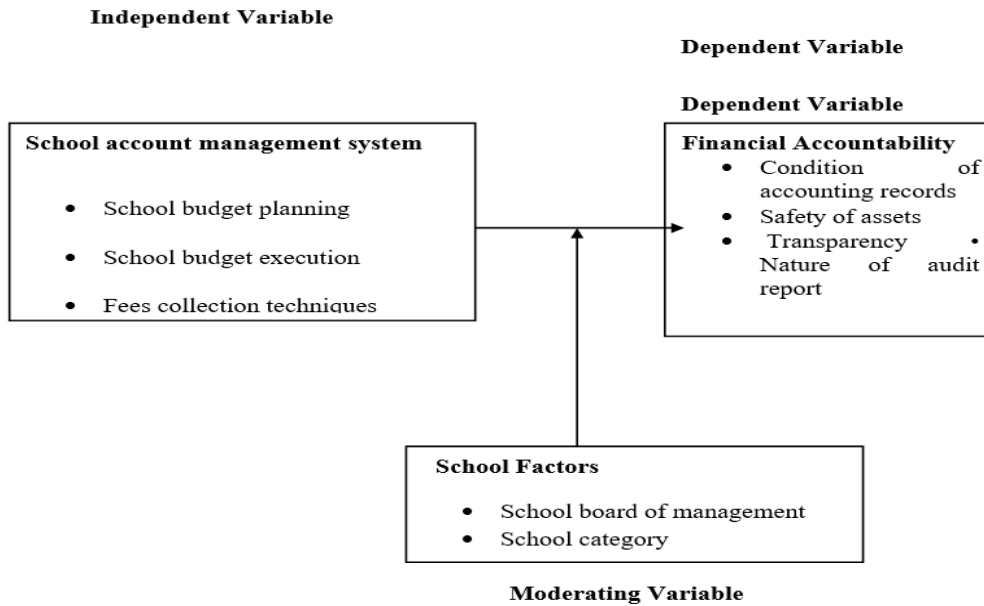 Independent Variable
Dependent Variable
Dependent Variable
School account management system
• School budget planning
• School budget execution
• Fees collection techniques
Financial Accountability
• Condition of
accounting records
• Safety of assets
• Transparency •
Nature of audit
report
School Factors
• School board of management
• School category
Moderating Variable